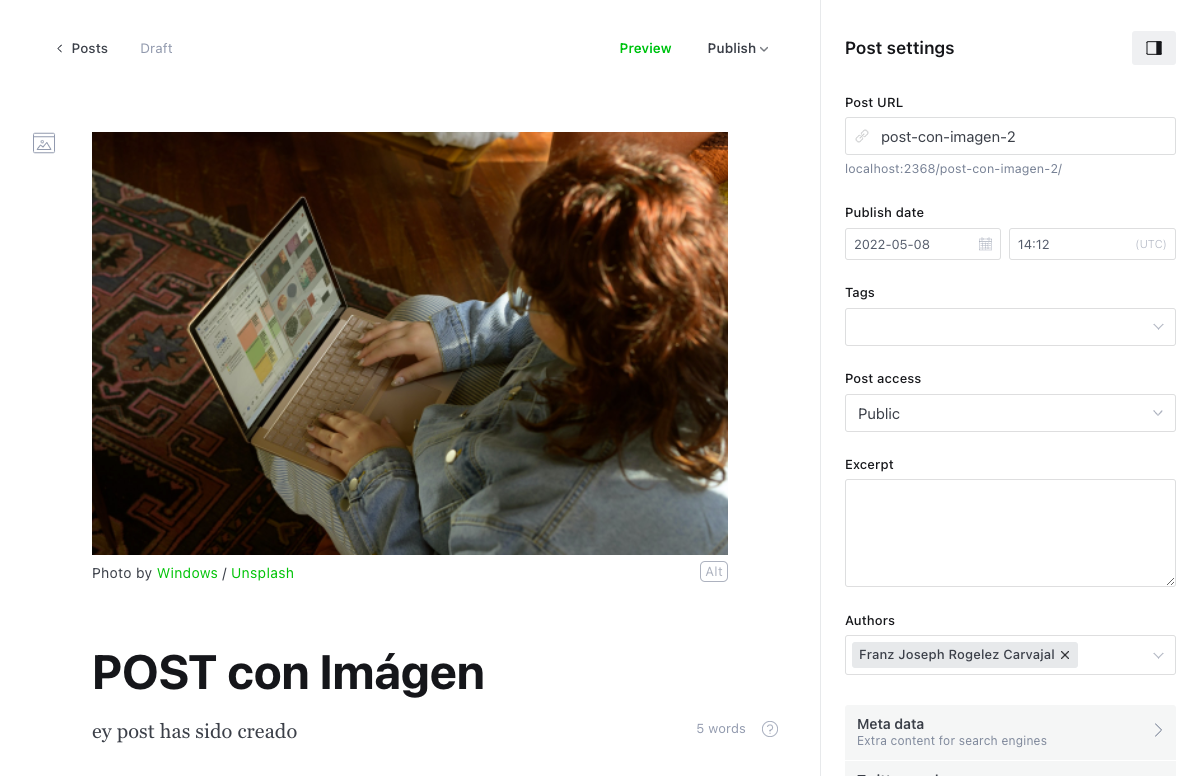 Posts
Draft
Preview
Publish
Photo by Windows / Unsplash
Alt
POST con Imágen
ey post has sido creado
5 words
?
Post settings
Post URL
post-con-imagen-2
localhost:2368/post-con-imagen-2/
Publish date
2022-05-08
14:12
(UTC)
Tags
Post access
Public
Excerpt
Authors
Franz Joseph Rogelez Carvajal ×
Meta data
Extra content for search engines